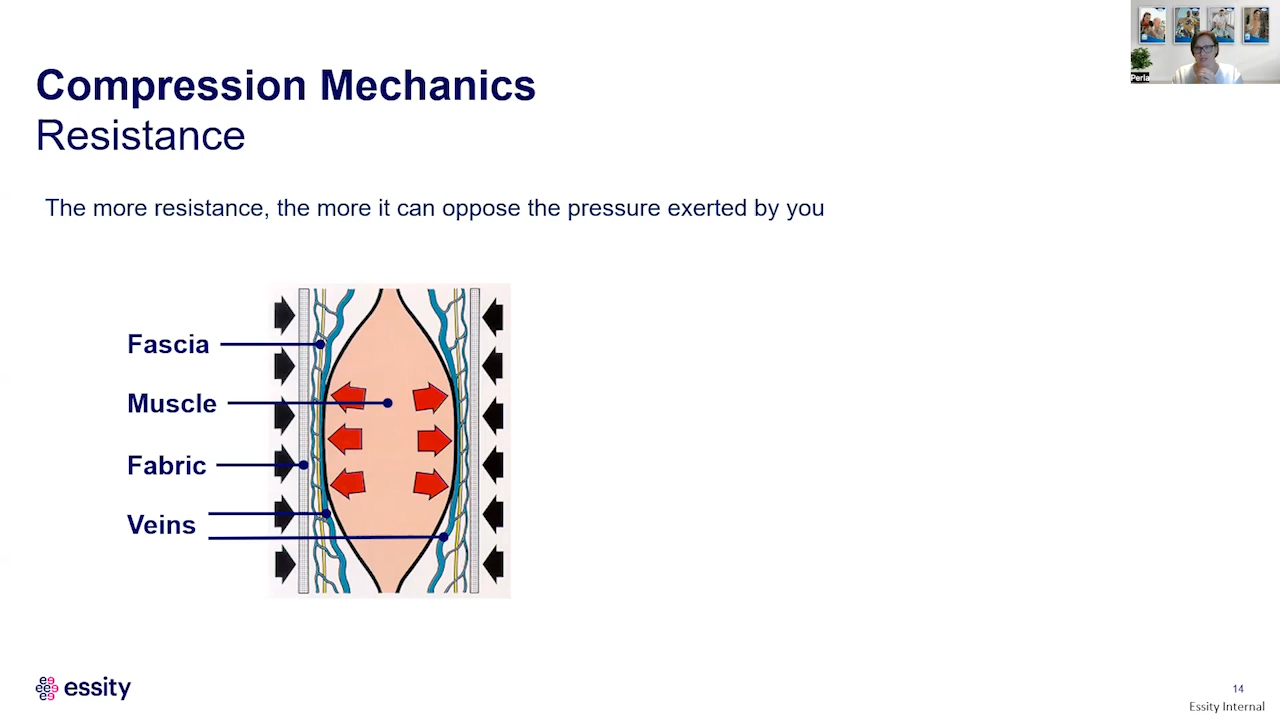 Perla
Compression Mechanics
Resistance
The more resistance, the more it can oppose the pressure exerted by you
Fascia
Muscle
Fabric
Veins
essity
14
Essity Internal